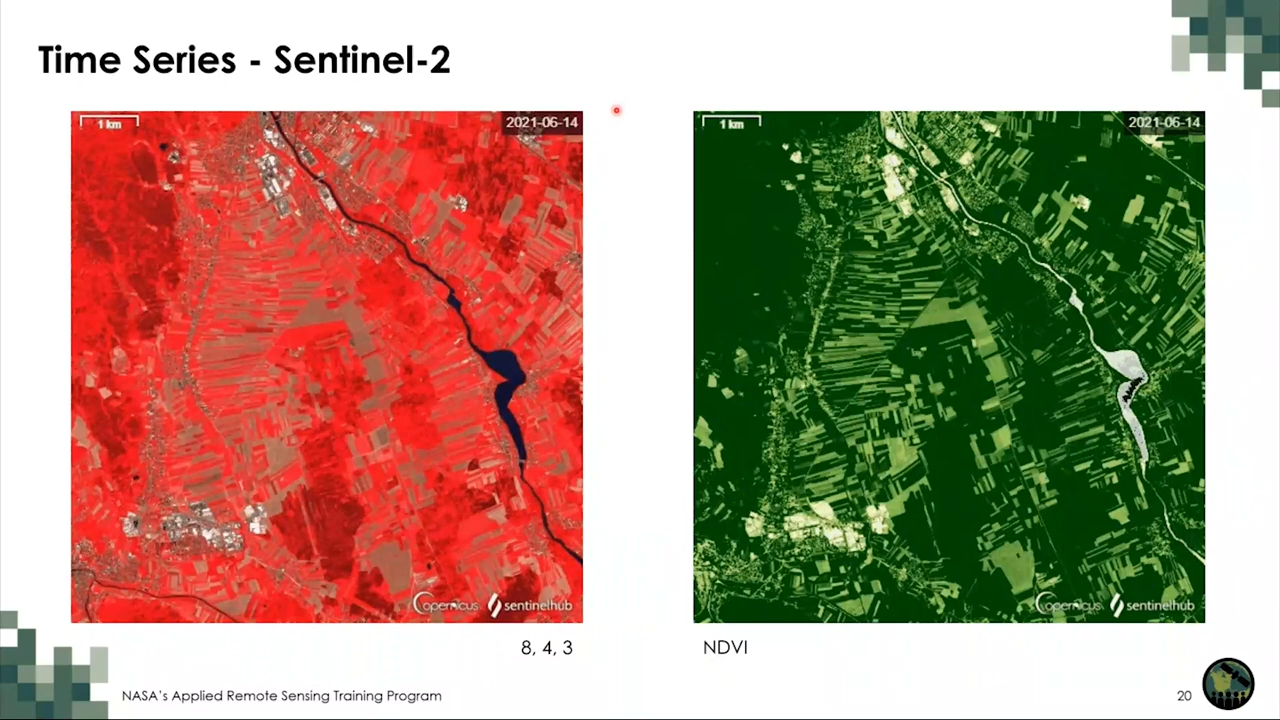 Time Series - Sentinel-2
1 km
2021-06-14
1 km
2021-06-14
Copernicus sentinelhub
Copernicus sentinelhub
8, 4, 3
NDVI
NASA's Applied Remote Sensing Training Program
20